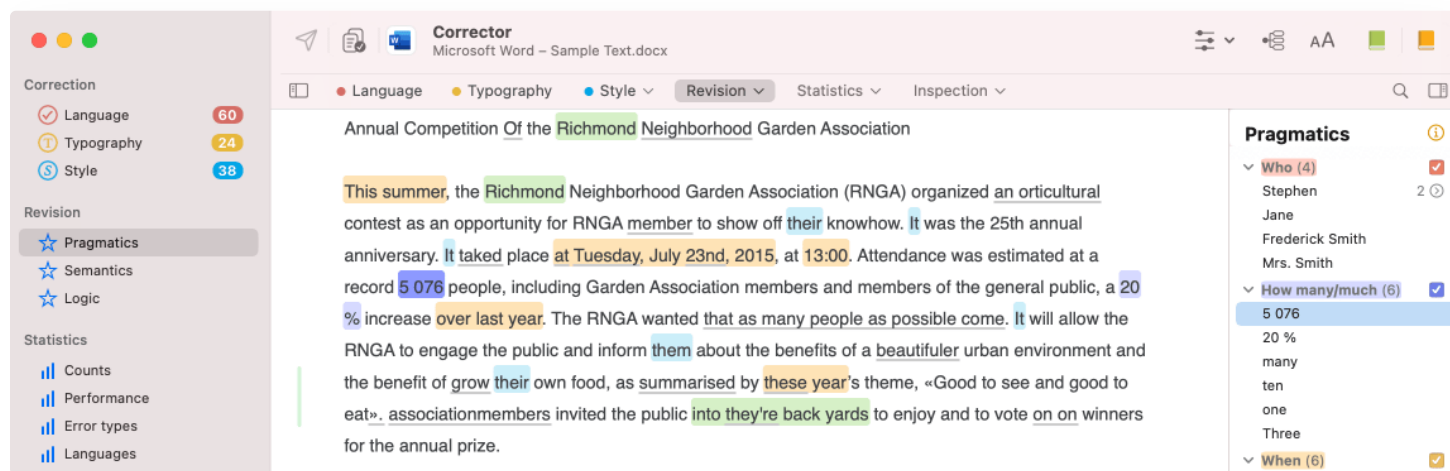 Corrector
Microsoft Word – Sample Text.docx
AA
Correction
Language 60
Typography 24
Style 38
Revision
Pragmatics
Semantics
Logic
Statistics
Counts
Performance
Error types
Languages
Language Typography Style Revision Statistics Inspection
Annual Competition Of the Richmond Neighborhood Garden Association
This summer, the Richmond Neighborhood Garden Association (RNGA) organized an orticultural
contest as an opportunity for RNGA member to show off their knowhow. It was the 25th annual
anniversary. It taked place at Tuesday, July 23nd, 2015, at 13:00. Attendance was estimated at a
record 5 076 people, including Garden Association members and members of the general public, a 20
% increase over last year. The RNGA wanted that as many people as possible come. It will allow the
RNGA to engage the public and inform them about the benefits of a beautifuler urban environment and
the benefit of grow their own food, as summarised by these year's theme, «Good to see and good to
eat». associationmembers invited the public into they're back yards to enjoy and to vote on on winners
for the annual prize.
Pragmatics
Who (4)
Stephen 2
Jane
Frederick Smith
Mrs. Smith
How many/much (6)
5 076
20 %
many
ten
one
Three
When (6)